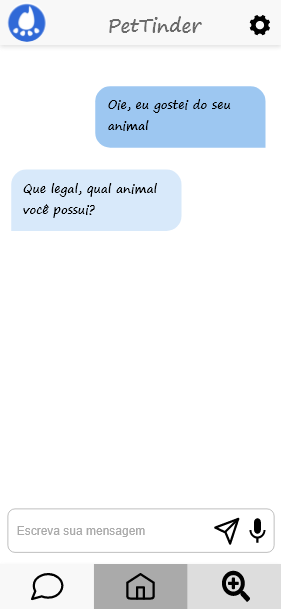 PetTinder
Oie, eu gostei do seu
animal
Que legal, qual animal
você possui?
Escreva sua mensagem